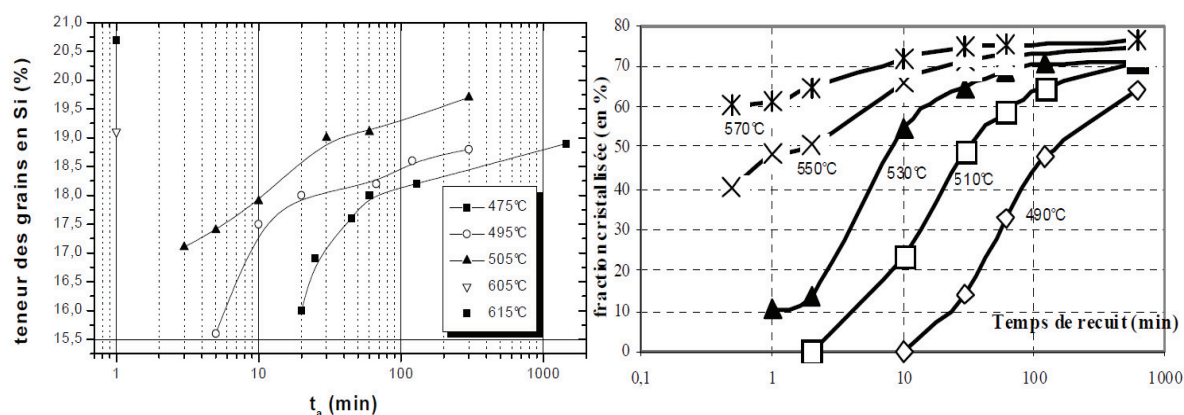 teneur des grains en Si (%)
21,0
20,5
20,0
19,5
19,0
18,5
18,0
17,5
17,0
16,5
16,0
15,5
1
10
100
1000
t_a (min)
475°C
495°C
505°C
605°C
615°C
fraction cristallisée (en %)
90
80
70
60
50
40
30
20
10
0
570°C
550°C
530°C
510°C
490°C
Temps de recuit (min)
0,1
1
10
100
1000